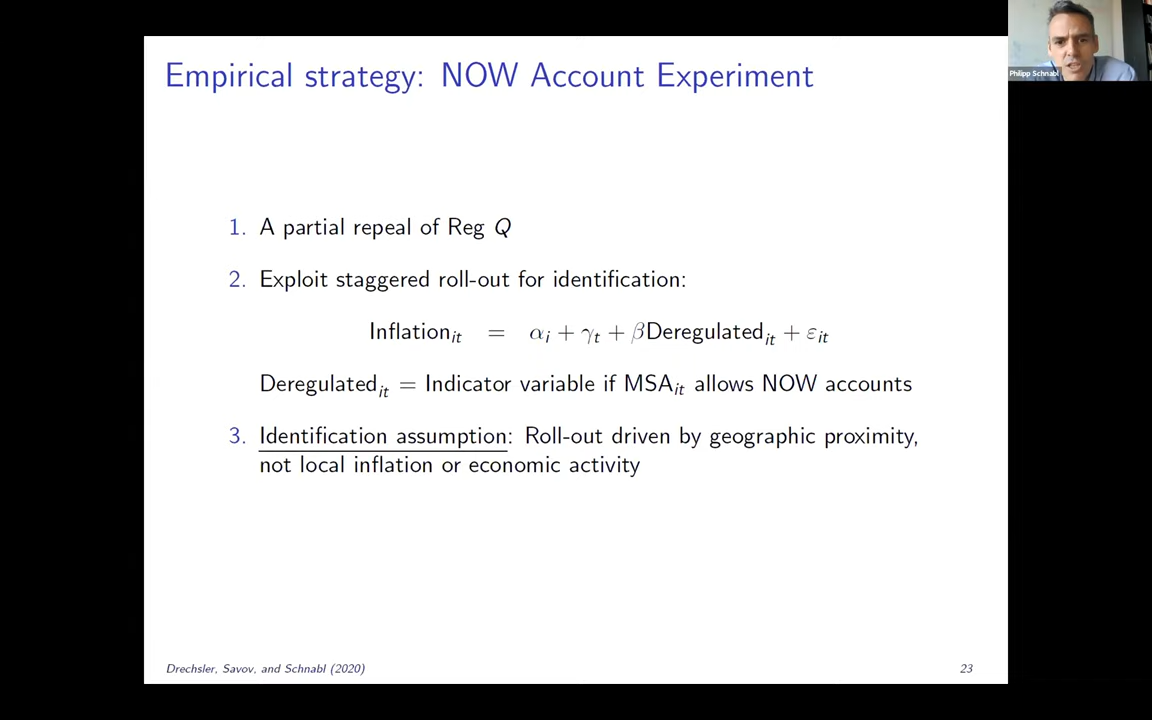 Empirical strategy: NOW Account Experiment
Philipp Schnabl
1. A partial repeal of Reg Q
2. Exploit staggered roll-out for identification:
Inflation_it = α_i + γ_t + βDeregulated_it + ε_it
Deregulated_it = Indicator variable if MSA_it allows NOW accounts
3. Identification assumption: Roll-out driven by geographic proximity,
not local inflation or economic activity
Drechsler, Savov, and Schnabl (2020)
23